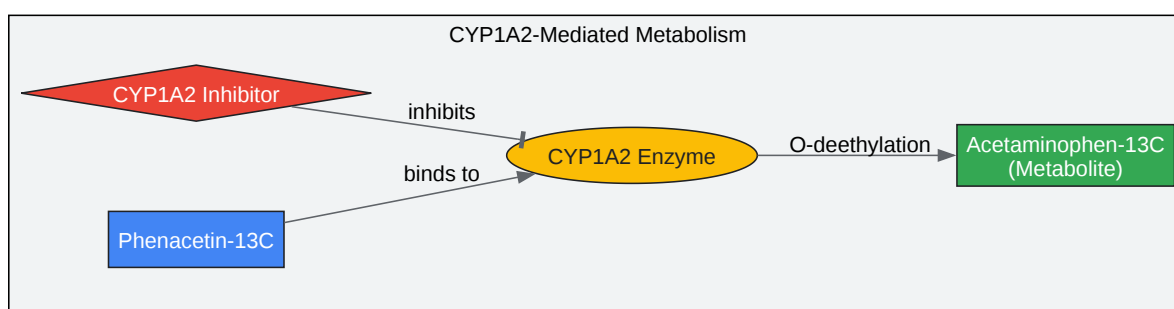 CYP1A2-Mediated Metabolism
CYP1A2 Inhibitor
inhibits
CYP1A2 Enzyme
O-deethylation
Acetaminophen-13C
(Metabolite)
binds to
Phenacetin-13C